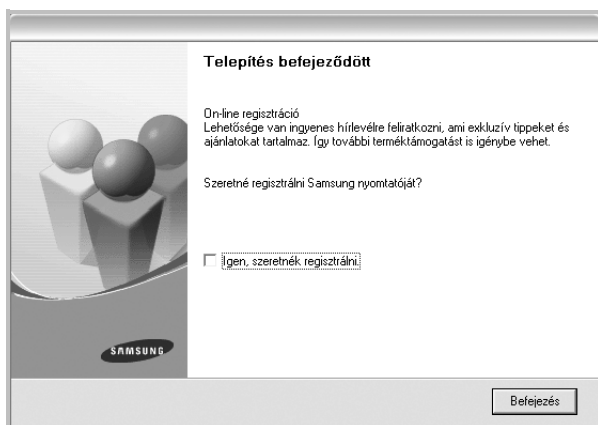 Telepítés befejeződött
On-line regisztráció
Lehetősége van ingyenes hírlevélre feliratkozni, ami exkluzív tippeket és
ajánlatokat tartalmaz. Így további terméktámogatást is igénybe vehet.
Szeretné regisztrálni Samsung nyomtatóját?
Igen, szeretnék regisztrálni.
SAMSUNG
Befejezés